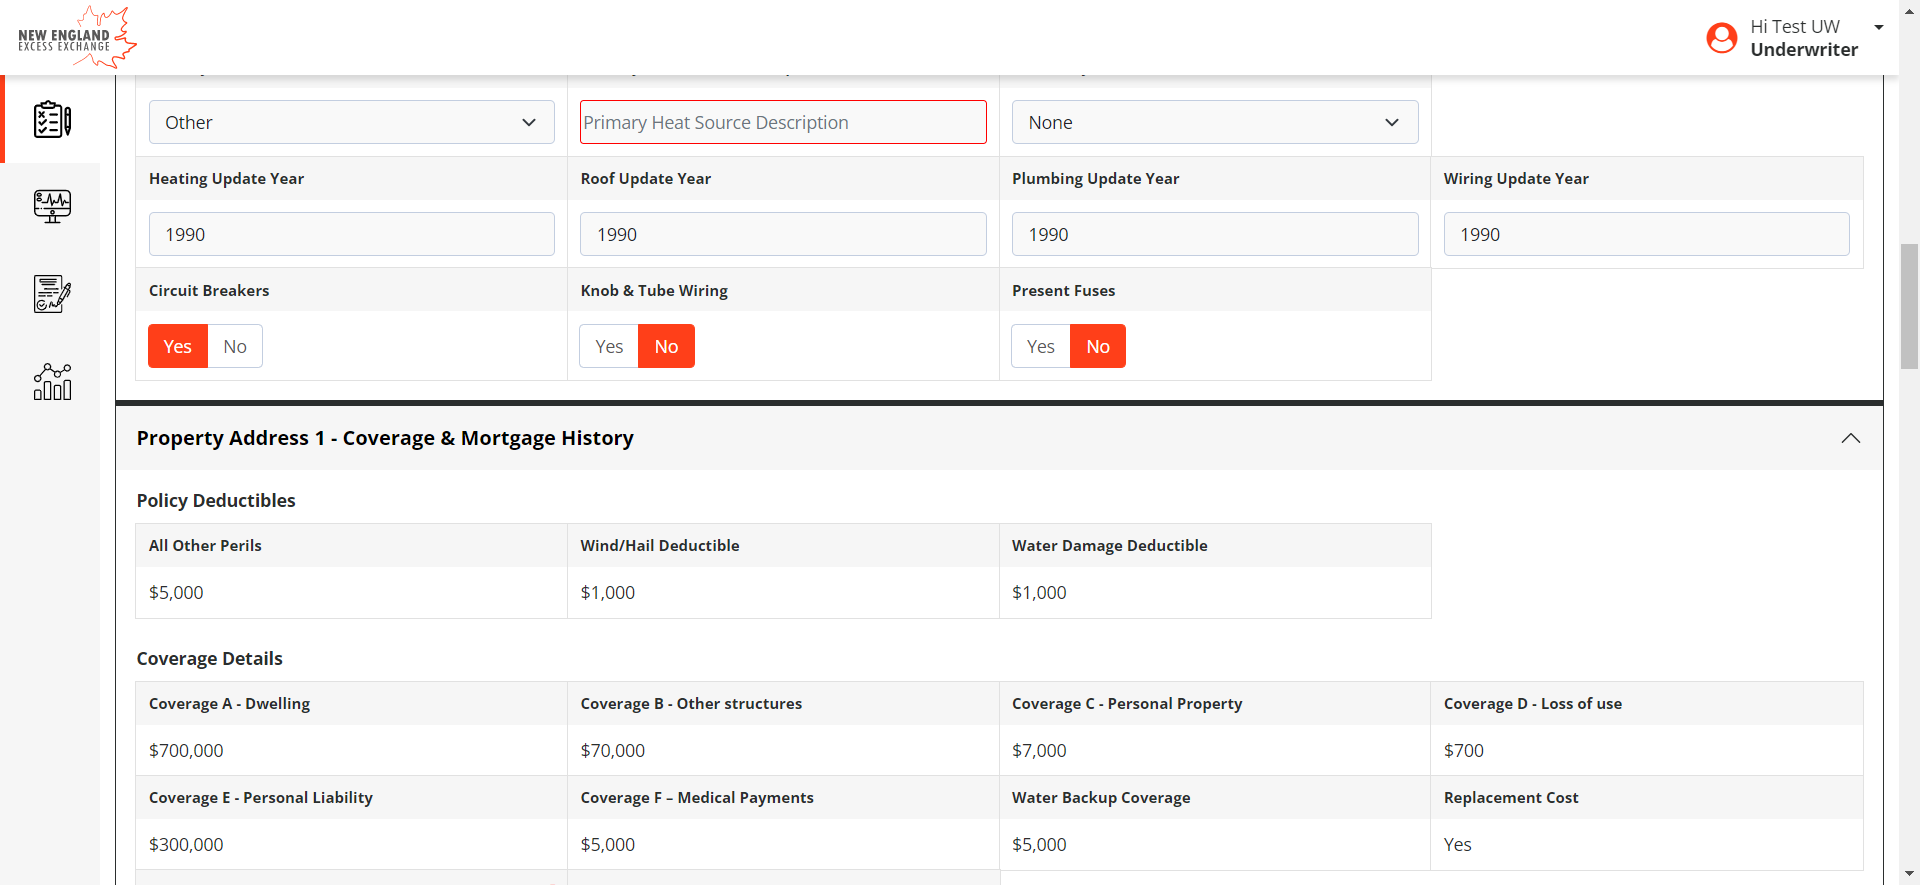 NEW ENGLAND
EXCESS EXCHANGE
Hi Test UW
Underwriter
Other
Primary Heat Source Description
None
Heating Update Year
Roof Update Year
Plumbing Update Year
Wiring Update Year
1990
1990
1990
1990
Circuit Breakers
Knob & Tube Wiring
Present Fuses
Yes No
Yes No
Yes No
Property Address 1 - Coverage & Mortgage History
Policy Deductibles
All Other Perils
Wind/Hail Deductible
Water Damage Deductible
$5,000
$1,000
$1,000
Coverage Details
Coverage A - Dwelling
Coverage B - Other structures
Coverage C - Personal Property
Coverage D - Loss of use
$700,000
$70,000
$7,000
$700
Coverage E - Personal Liability
Coverage F – Medical Payments
Water Backup Coverage
Replacement Cost
$300,000
$5,000
$5,000
Yes